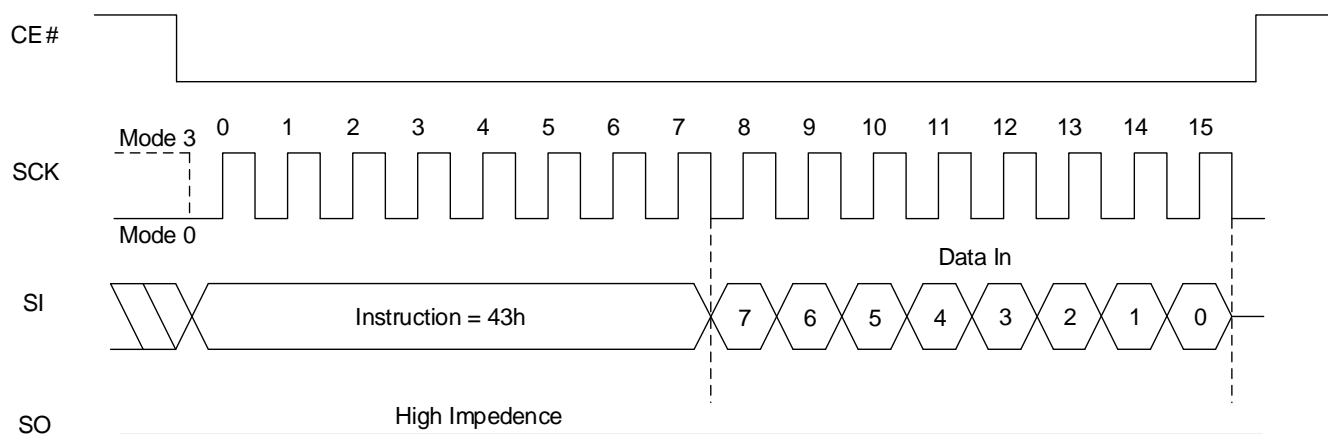 CE#
0 1 2 3 4 5 6 7 8 9 10 11 12 13 14 15
Mode 3
SCK
Mode 0
Data In
SI
Instruction = 43h
7 6 5 4 3 2 1 0
High Impedence
SO